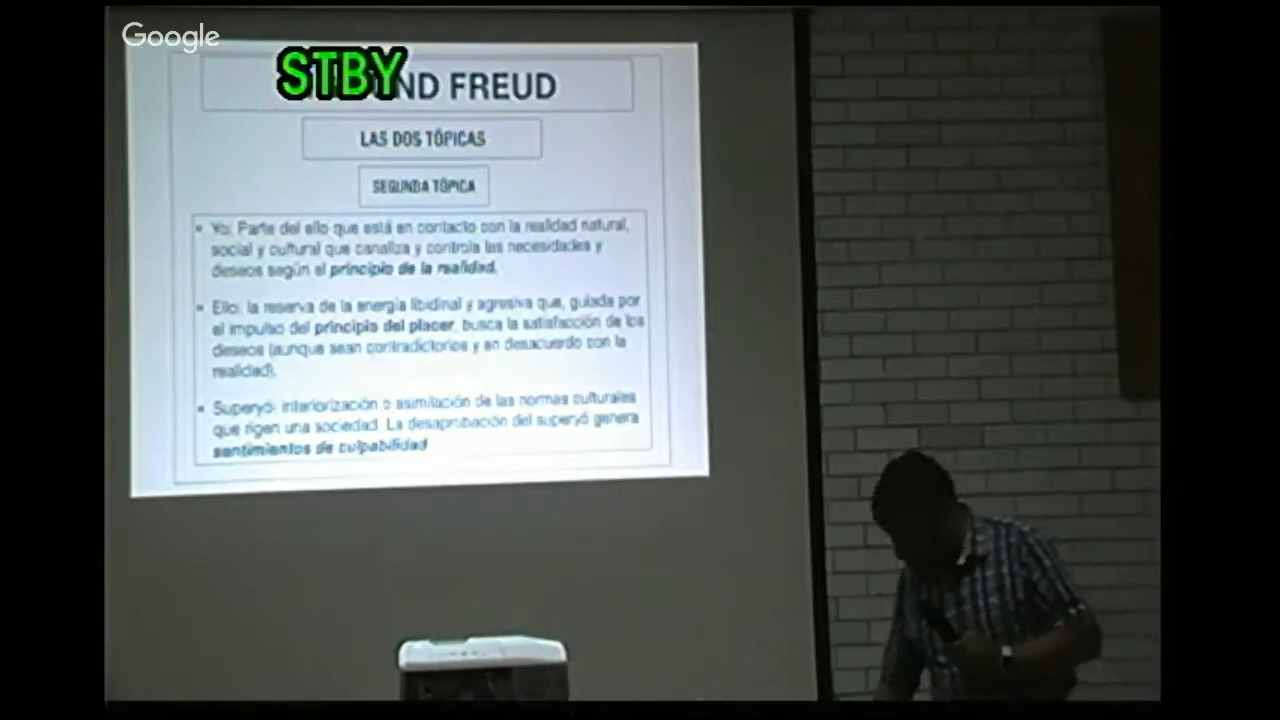 Google
STBY
ND FREUD
LAS DOS TÓPICAS
SEGUNDA TÓPICA
• Yo: Parte del ello que está en contacto con la realidad natural,
social y cultural que canaliza y controla las necesidades y
deseos según el principio de la realidad.
• Ello: la reserva de la energía libidinal y agresiva que, guiada por
el impulso del principio del placer, busca la satisfacción de los
deseos (aunque sean contradictorios y en desacuerdo con la
realidad).
• Superyó: interiorización o asimilación de las normas culturales
que rigen una sociedad. La desaprobación del superyó genera
sentimientos de culpabilidad